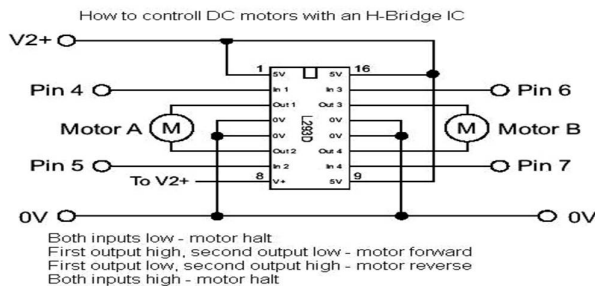 How to controll DC motors with an H-Bridge IC
V2+
1 5V 5V 16
Pin 4 In 1 In 3 Pin 6
Out 1 Out 3
Motor A M 0V 0V M Motor B
L293D
0V 0V
Out 2 Out 4
Pin 5 In 2 In 4 Pin 7
To V2+ 8 V+ 5V 9
0V 0V
Both inputs low - motor halt
First output high, second output low - motor forward
First output low, second output high - motor reverse
Both inputs high - motor halt